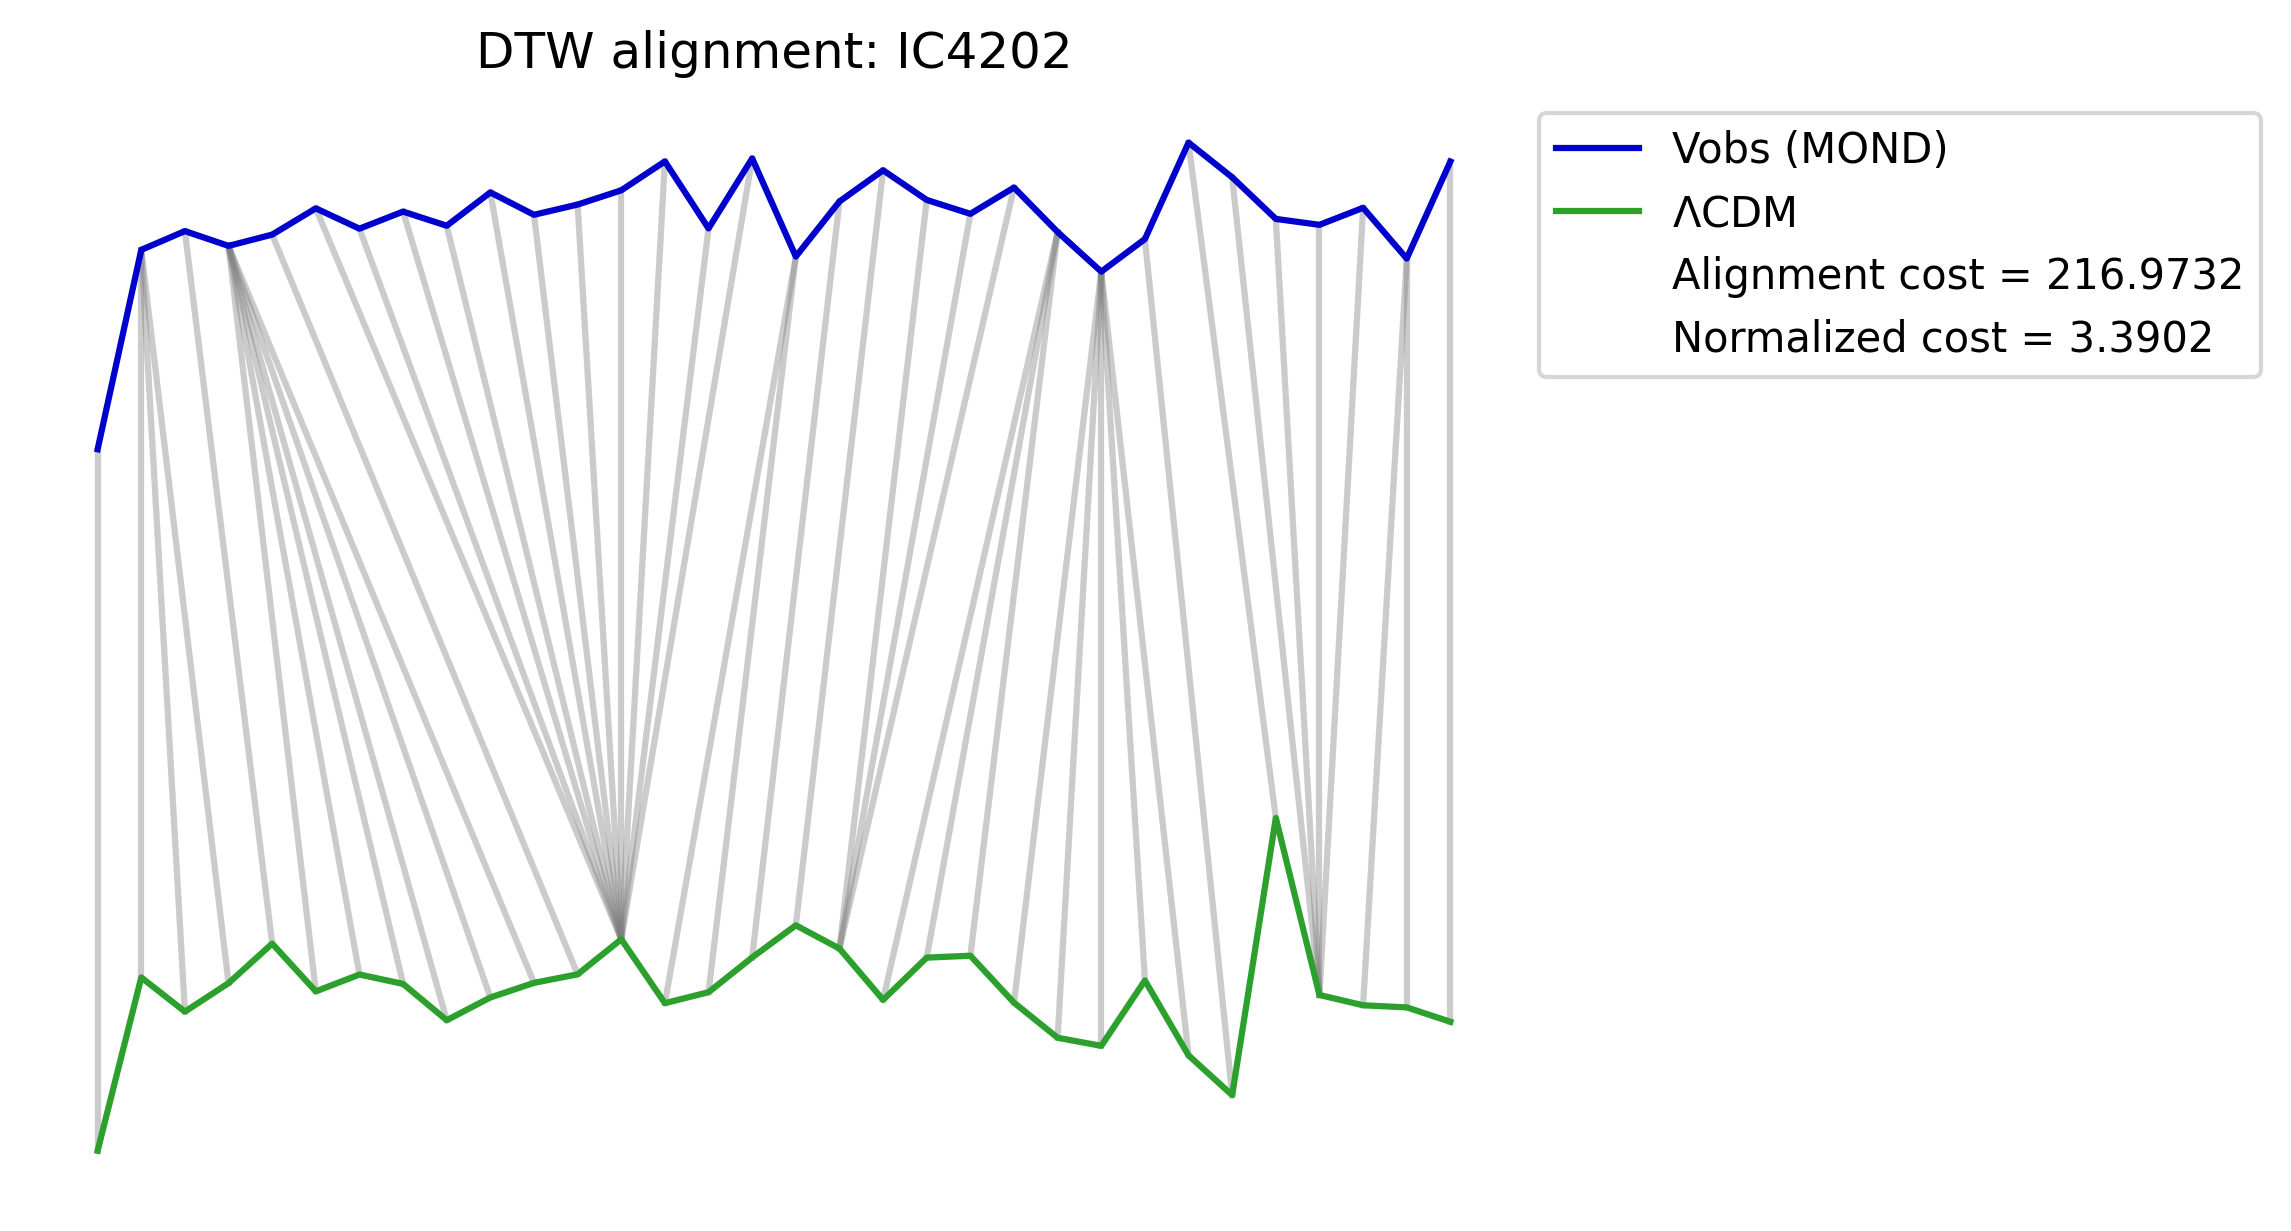 DTW alignment: IC4202
Vobs (MOND)
ΛCDM
Alignment cost = 216.9732
Normalized cost = 3.3902